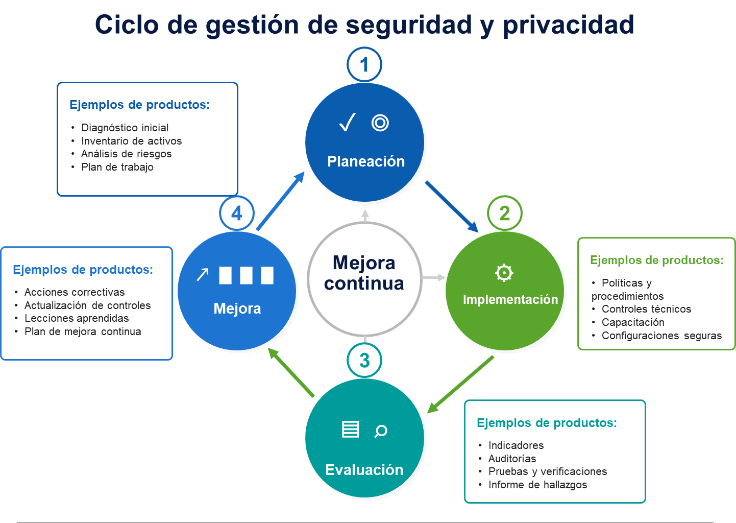 Ciclo de gestión de seguridad y privacidad
1
Ejemplos de productos:
• Diagnóstico inicial
• Inventario de activos
• Análisis de riesgos
• Plan de trabajo
Planeación
4
2
Mejora
continua
Ejemplos de productos:
• Acciones correctivas
• Actualización de controles
• Lecciones aprendidas
• Plan de mejora continua
Mejora
Implementación
Ejemplos de productos:
• Políticas y
procedimientos
• Controles técnicos
• Capacitación
• Configuraciones seguras
3
Evaluación
Ejemplos de productos:
• Indicadores
• Auditorías
• Pruebas y verificaciones
• Informe de hallazgos